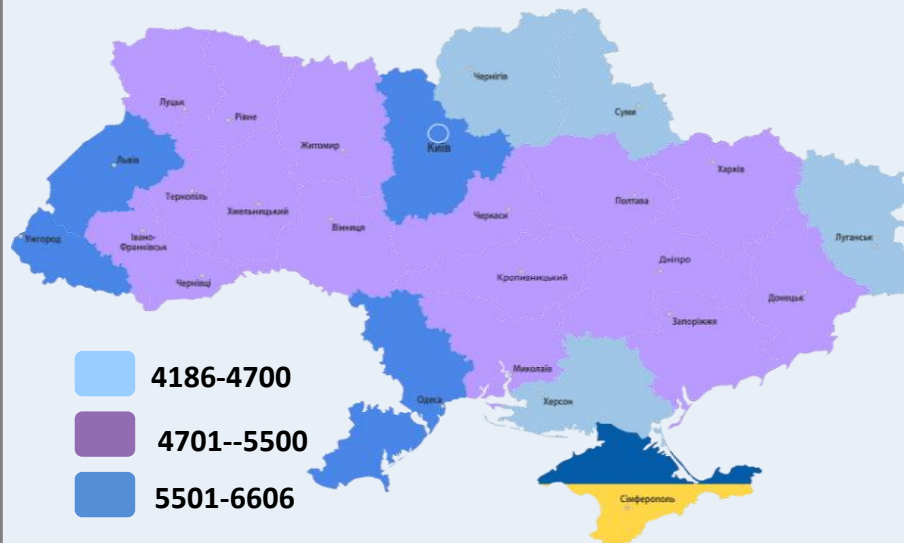 Чернігів
Суми
Луцьк
Рівне
Житомир
Київ
Харків
Львів
Тернопіль
Хмельницький
Вінниця
Черкаси
Полтава
Луганськ
Ужгород
Івано-
Франківськ
Чернівці
Кропивницький
Дніпро
Донецьк
Запоріжжя
Миколаїв
Одеса
Херсон
Сімферополь
4186-4700
4701--5500
5501-6606